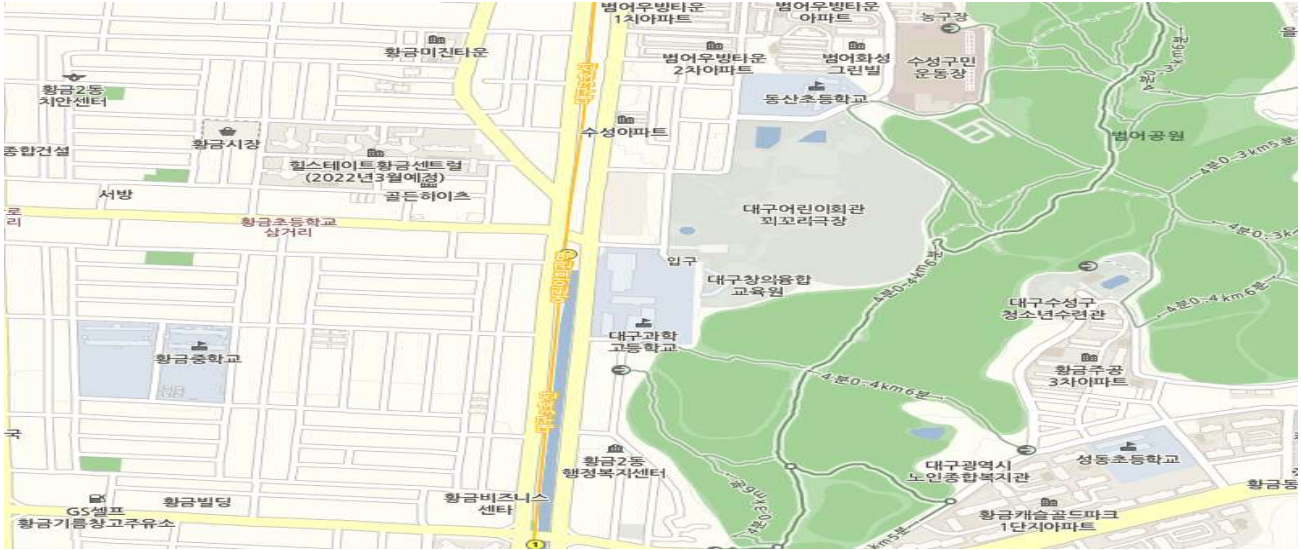 범어우방타운
1차아파트
범어우방타운
아파트
농구장
황금미진타운
범어우방타운
2차아파트
범어화성
그린빌
수성구민
운동장
황금2동
치안센터
동산초등학교
황금시장
수성아파트
범어공원
종합건설
힐스테이트황금센트럴
(2022년3월예정)
서방
골든하이츠
대구어린이회관
꾀꼬리극장
황금초등학교
삼거리
입구
대구창의융합
교육원
대구수성구
청소년수련관
대구과학
고등학교
황금중학교
황금주공
3차아파트
국
황금2동
행정복지센터
대구광역시
노인종합복지관
성동초등학교
황금동
황금빌딩
황금비즈니스
센타
GS셀프
황금기름창고주유소
황금캐슬골드파크
1단지아파트
1